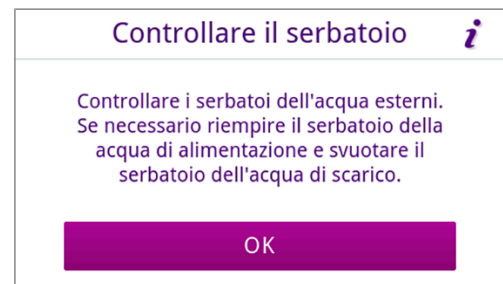 Controllare il serbatoio i
Controllare i serbatoi dell'acqua esterni.
Se necessario riempire il serbatoio della
acqua di alimentazione e svuotare il
serbatoio dell'acqua di scarico.
OK